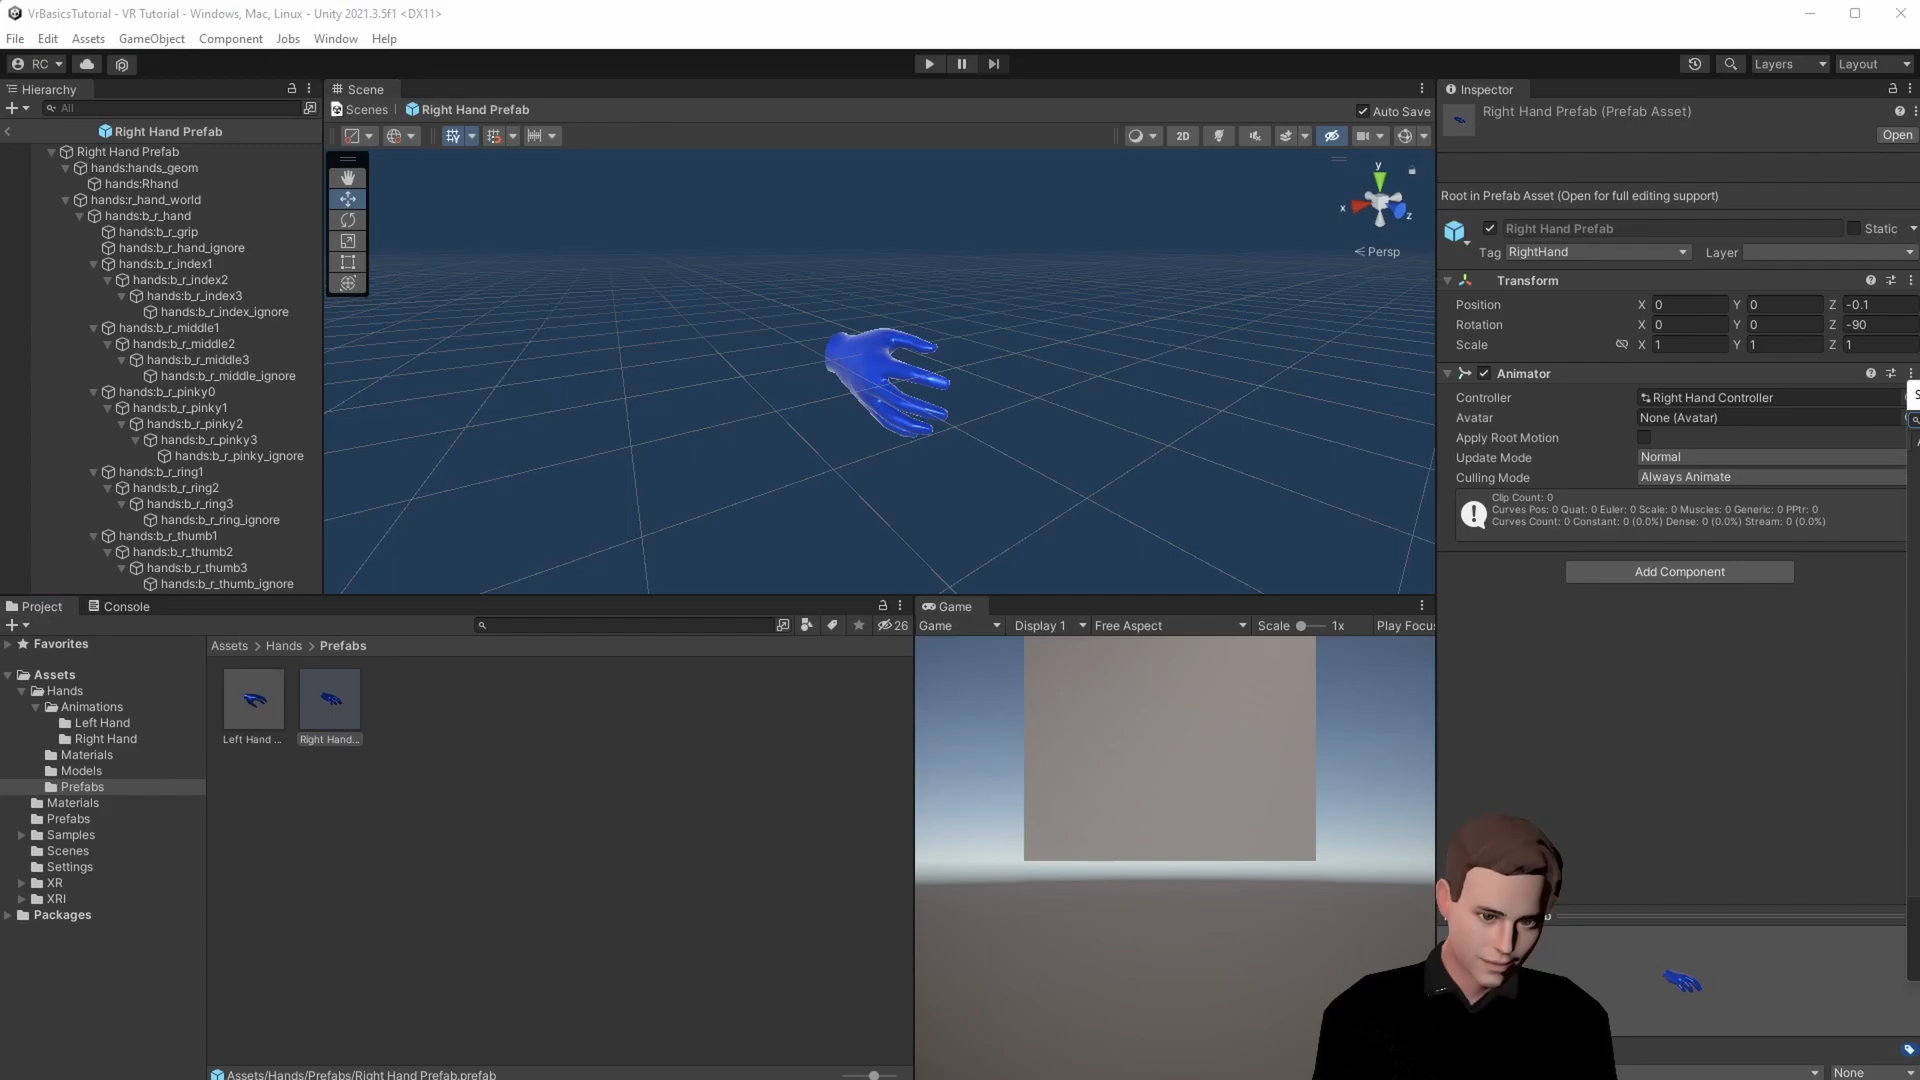 VrBasicsTutorial - VR Tutorial - Windows, Mac, Linux - Unity 2021.3.5f1 <DX11>
File Edit Assets GameObject Component Jobs Window Help
RC Layers Layout
Hierarchy
All
Right Hand Prefab
Right Hand Prefab
hands:hands_geom
hands:Rhand
hands:r_hand_world
hands:b_r_hand
hands:b_r_grip
hands:b_r_hand_ignore
hands:b_r_index1
hands:b_r_index2
hands:b_r_index3
hands:b_r_index_ignore
hands:b_r_middle1
hands:b_r_middle2
hands:b_r_middle3
hands:b_r_middle_ignore
hands:b_r_pinky0
hands:b_r_pinky1
hands:b_r_pinky2
hands:b_r_pinky3
hands:b_r_pinky_ignore
hands:b_r_ring1
hands:b_r_ring2
hands:b_r_ring3
hands:b_r_ring_ignore
hands:b_r_thumb1
hands:b_r_thumb2
hands:b_r_thumb3
hands:b_r_thumb_ignore
Scene
Scenes Right Hand Prefab Auto Save
2D
y
x z
Persp
Inspector
Right Hand Prefab (Prefab Asset)
Open
Root in Prefab Asset (Open for full editing support)
Right Hand Prefab Static
Tag RightHand Layer
Transform
Position X 0 Y 0 Z -0.1
Rotation X 0 Y 0 Z -90
Scale X 1 Y 1 Z 1
Animator
Controller Right Hand Controller
Avatar None (Avatar)
Apply Root Motion
Update Mode Normal
Culling Mode Always Animate
Clip Count: 0
Curves Pos: 0 Quat: 0 Euler: 0 Scale: 0 Muscles: 0 Generic: 0 PPtr: 0
Curves Count: 0 Constant: 0 (0.0%) Dense: 0 (0.0%) Stream: 0 (0.0%)
Add Component
Project Console
26
Favorites
Assets
Hands
Animations
Left Hand
Right Hand
Materials
Models
Prefabs
Materials
Prefabs
Samples
Scenes
Settings
XR
XRI
Packages
Assets > Hands > Prefabs
Left Hand ... Right Hand...
Assets/Hands/Prefabs/Right Hand Prefab.prefab
Game
Game Display 1 Free Aspect Scale 1x Play Focus
None